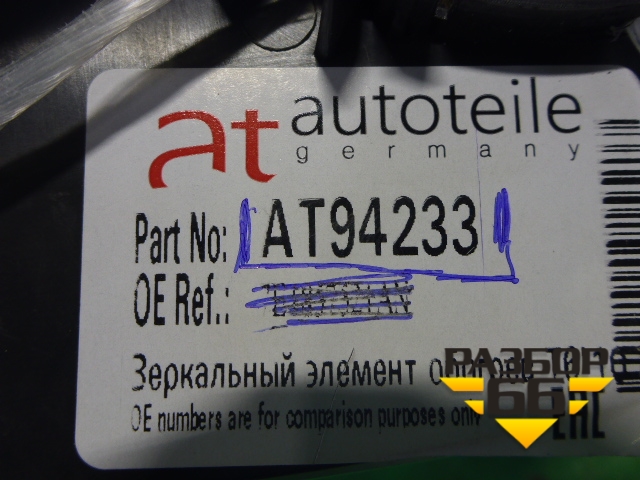 at autoteile
germany
Part No: AT94233
OE Ref.:
Зеркальный элемент
OE numbers are for comparison purposes only
РАЗБОР
66
EAC